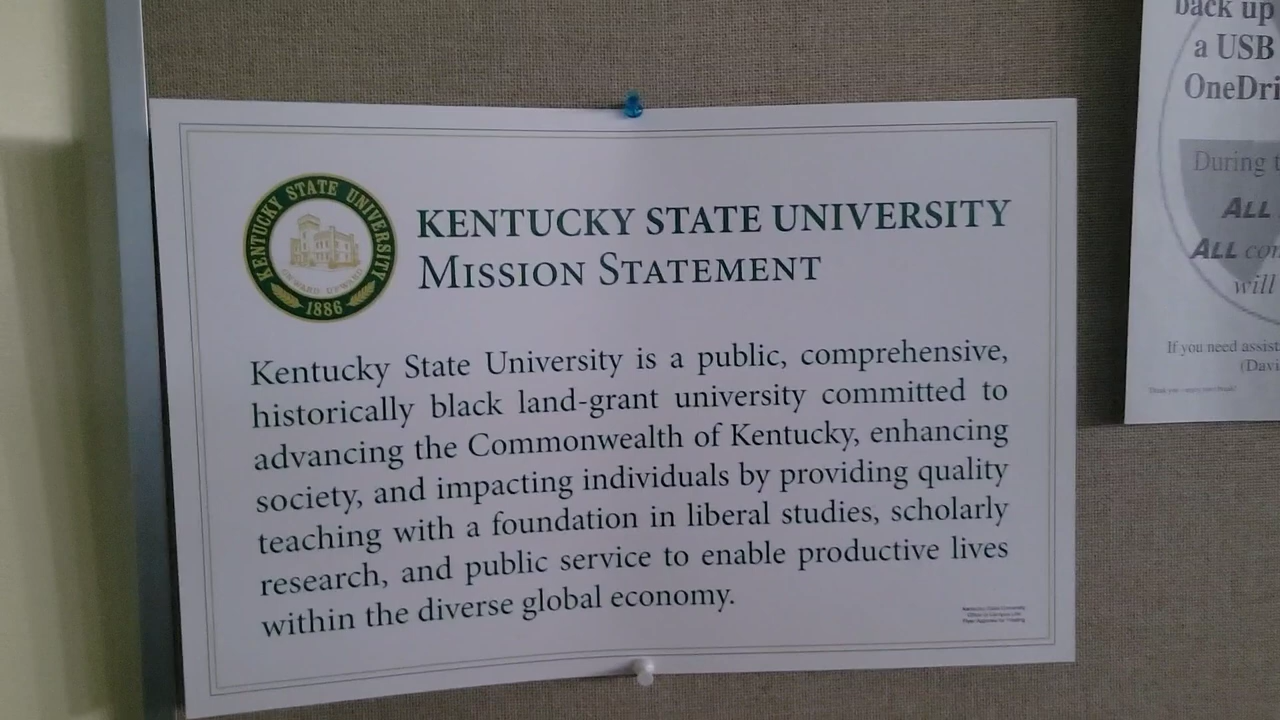 KENTUCKY STATE UNIVERSITY
1886
KENTUCKY STATE UNIVERSITY
MISSION STATEMENT
Kentucky State University is a public, comprehensive,
historically black land-grant university committed to
advancing the Commonwealth of Kentucky, enhancing
society, and impacting individuals by providing quality
teaching with a foundation in liberal studies, scholarly
research, and public service to enable productive lives
within the diverse global economy.
back up
a USB
OneDri
During t
ALL
ALL con
will
If you need assist
(Davi